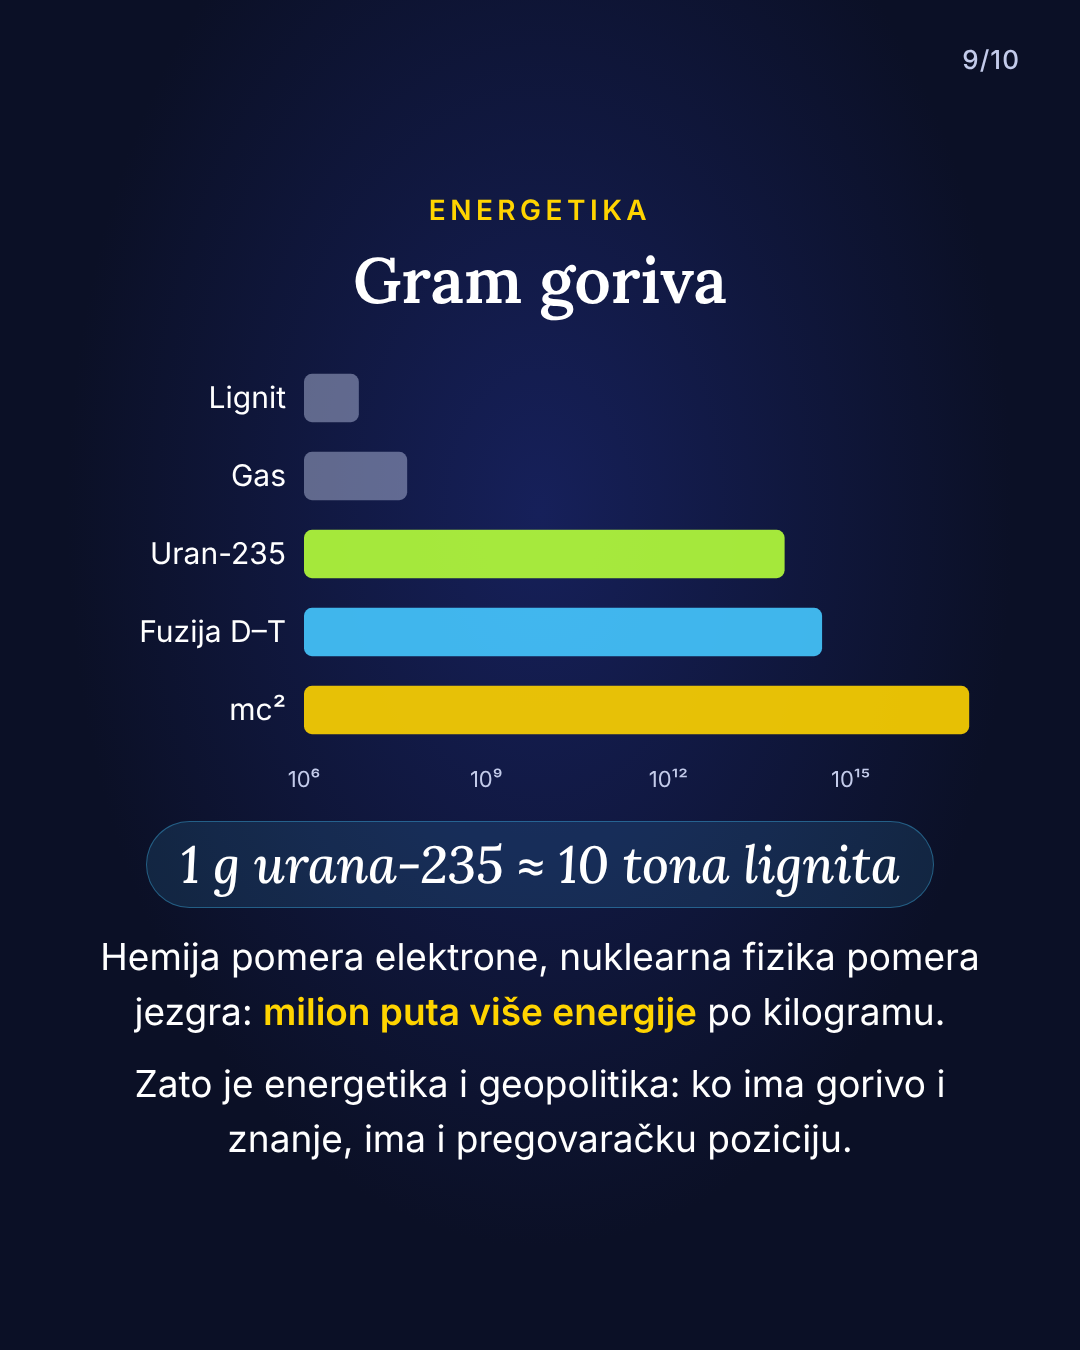 9/10
ENERGETIKA
Gram goriva
Lignit
Gas
Uran-235
Fuzija D–T
mc²
10⁶ 10⁹ 10¹² 10¹⁵
1 g urana-235 ≈ 10 tona lignita
Hemija pomera elektrone, nuklearna fizika pomera
jezgra: milion puta više energije po kilogramu.
Zato je energetika i geopolitika: ko ima gorivo i
znanje, ima i pregovaračku poziciju.